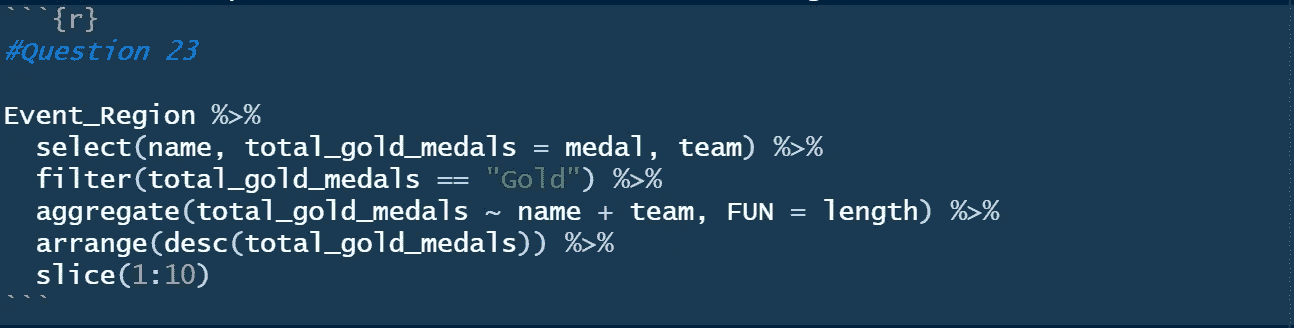 ```{r}
#Question 23
Event_Region %>%
select(name, total_gold_medals = medal, team) %>%
filter(total_gold_medals == "Gold") %>%
aggregate(total_gold_medals ~ name + team, FUN = length) %>%
arrange(desc(total_gold_medals)) %>%
slice(1:10)
```